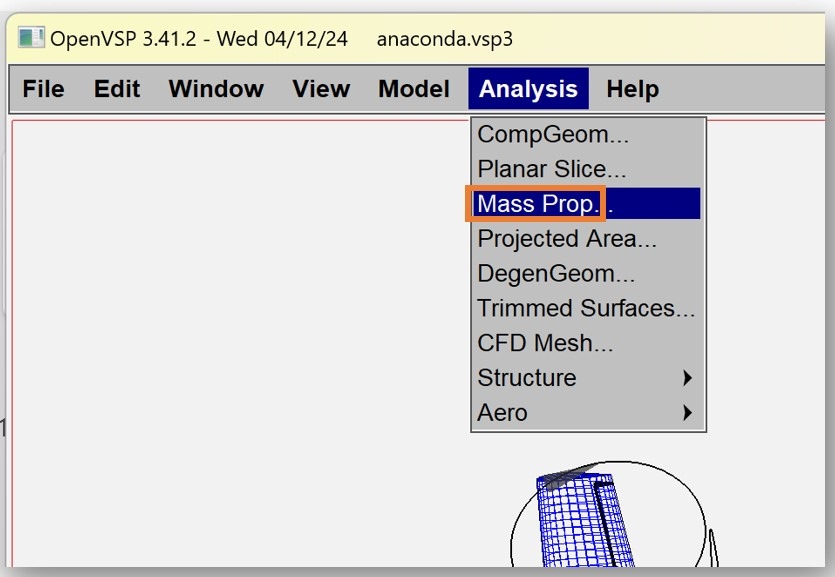 OpenVSP 3.41.2 - Wed 04/12/24 anaconda.vsp3
File Edit Window View Model Analysis Help
CompGeom...
Planar Slice...
Mass Prop...
Projected Area...
DegenGeom...
Trimmed Surfaces...
CFD Mesh...
Structure
Aero
1